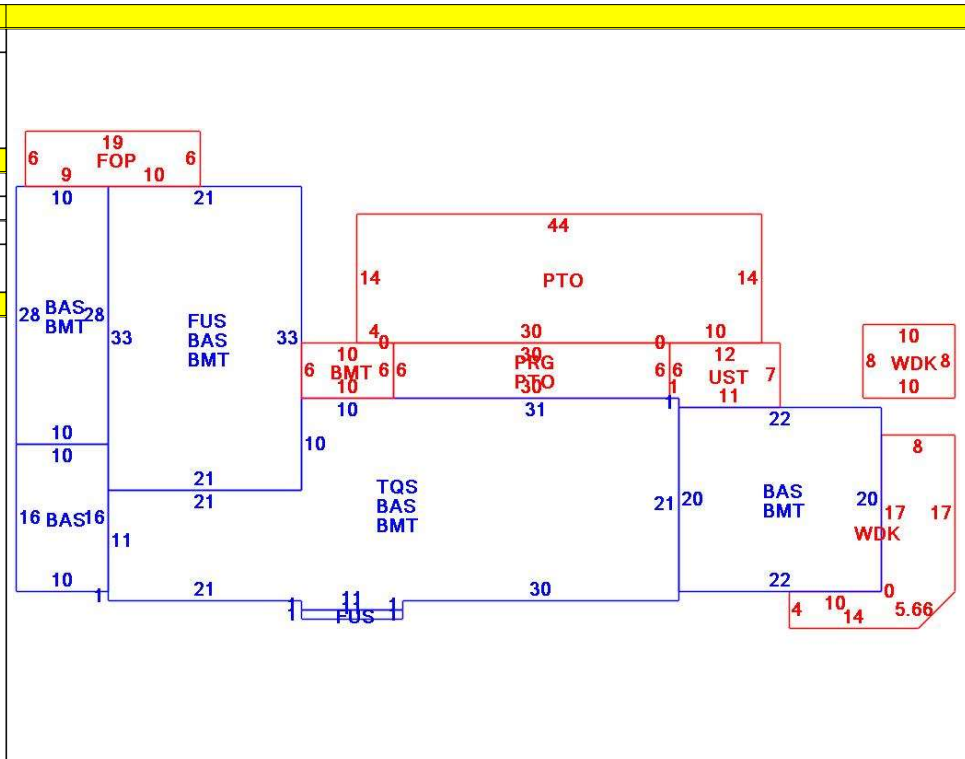 19
6 FOP 6
9 10
10 21
44
28 BAS 28
BMT
33 FUS 33
BAS
BMT
14 PTO 14
4 0 30 0 10
10 30 12 10
6 BMT 6 6 PRG 6 6 UST 7 8 WDK 8
PTO
10 30 1 11 10
10 31 1 22
10 10 8
10
21
21
16 BAS 16
11
TQS
BAS
BMT
21 20 BAS 20 17 17
BMT
WDK
10 1 21 30 22 0
1 11 1
1 FUS 1
4 10 14 5.66